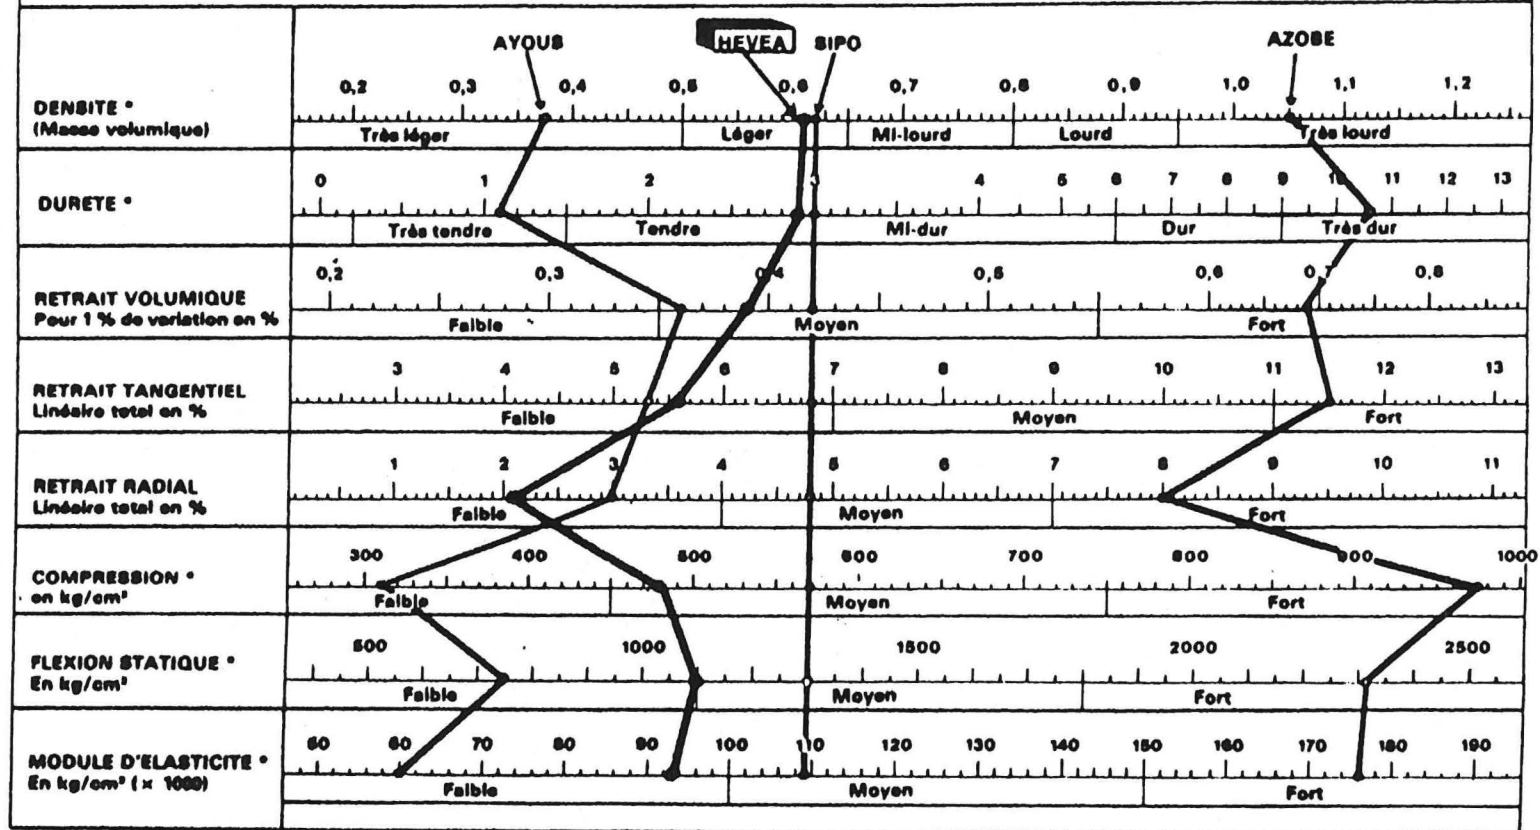 AYOUS HEVEA SIPO AZOBE
0,2 0,3 0,4 0,5 0,6 0,7 0,8 0,9 1,0 1,1 1,2
DENSITE *
(Masse volumique)
Très léger Léger Mi-lourd Lourd Très lourd
0 1 2 3 4 5 6 7 8 9 10 11 12 13
DURETE *
Très tendre Tendre Mi-dur Dur Très dur
0,2 0,3 0,4 0,5 0,6 0,7 0,8
RETRAIT VOLUMIQUE
Pour 1 % de variation en %
Faible Moyen Fort
3 4 5 6 7 8 9 10 11 12 13
RETRAIT TANGENTIEL
Linéaire total en %
Faible Moyen Fort
1 2 3 4 5 6 7 8 9 10 11
RETRAIT RADIAL
Linéaire total en %
Faible Moyen Fort
300 400 500 600 700 800 900 1000
COMPRESSION *
en kg/cm²
Faible Moyen Fort
500 1000 1500 2000 2500
FLEXION STATIQUE *
En kg/cm²
Faible Moyen Fort
50 60 70 80 90 100 110 120 130 140 150 160 170 180 190
MODULE D'ELASTICITE *
En kg/cm² (x 1000)
Faible Moyen Fort